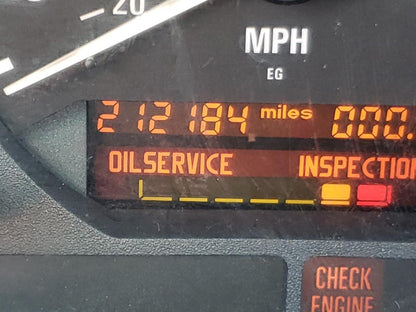 20
MPH
EG
212184 miles 000.
OILSERVICE INSPECTION
CHECK
ENGINE